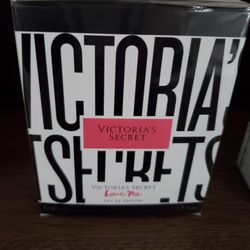 VICTORIA'
VICTORIA'S
SECRET
SECRETS
VICTORIA'S SECRET
Love Me
EAU DE PARFUM